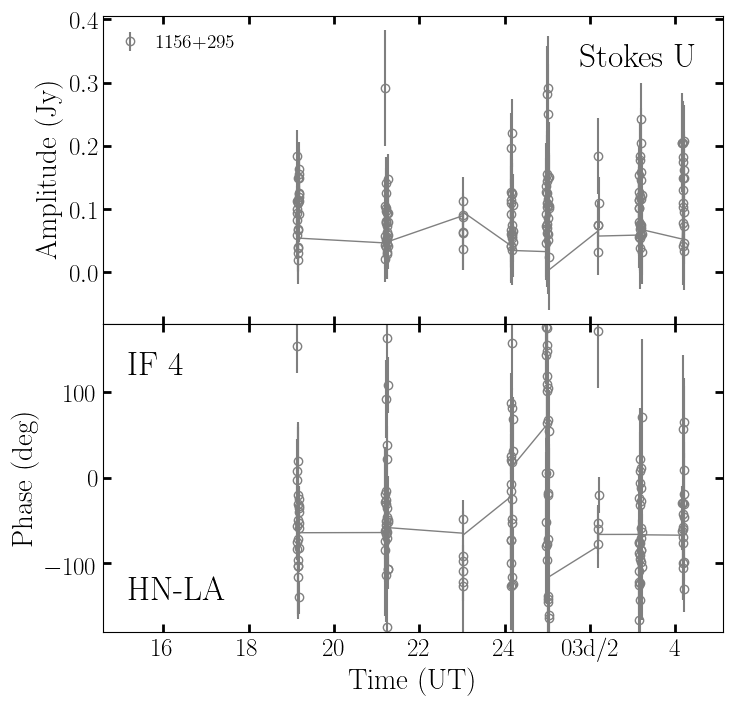 0.4
1156+295
Stokes U
0.3
0.2
0.1
0.0
Amplitude (Jy)
IF 4
100
0
−100
Phase (deg)
HN-LA
16 18 20 22 24 03d/2 4
Time (UT)